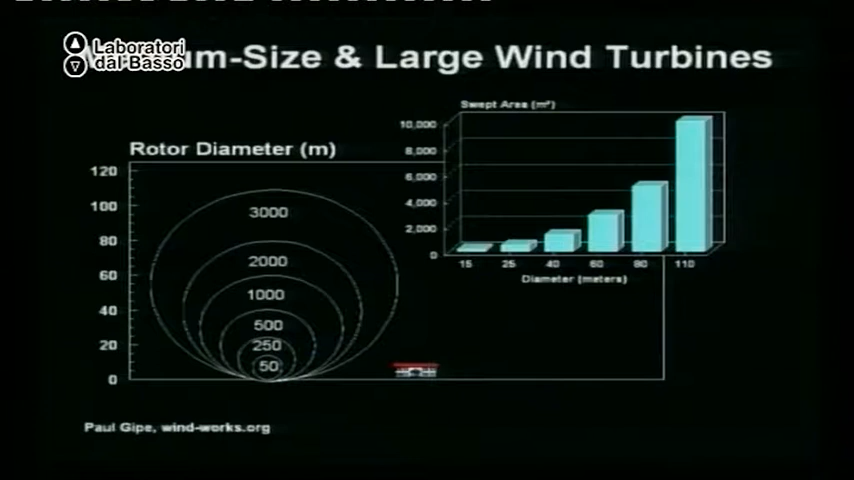 Laboratori
dal Basso
um-Size & Large Wind Turbines
Swept Area (m²)
10,000
8,000
6,000
4,000
2,000
0
15 25 40 60 80 110
Diameter (meters)
Rotor Diameter (m)
120
100
80
60
40
20
0
3000
2000
1000
500
250
50
Paul Gipe, wind-works.org